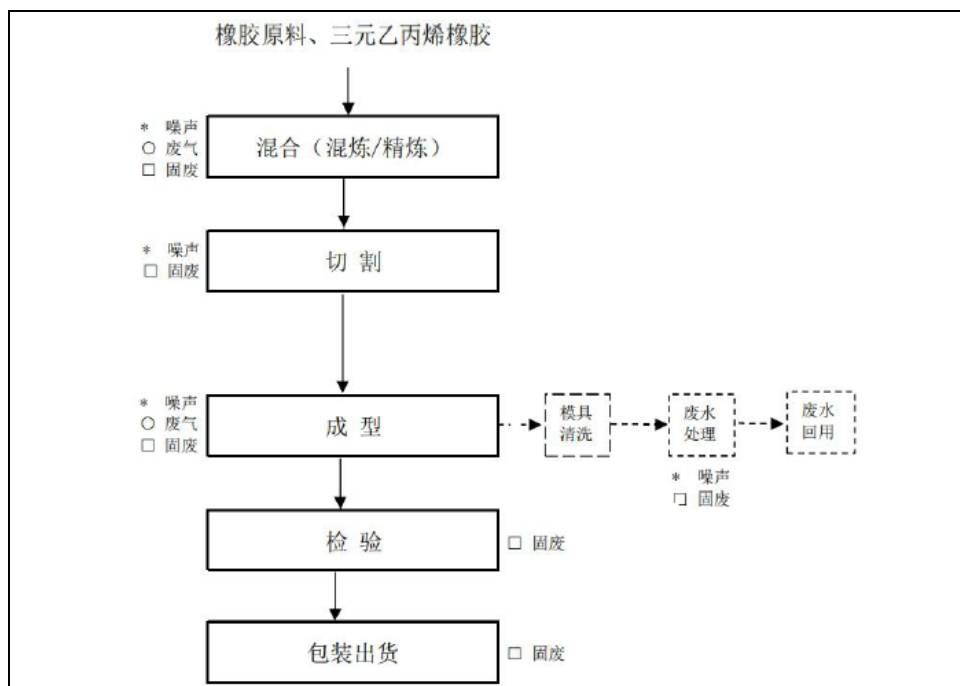 橡胶原料、三元乙丙烯橡胶
* 噪声
○ 废气
□ 固废
混合（混炼/精炼）
* 噪声
□ 固废
切 割
* 噪声
○ 废气
□ 固废
成 型
模具
清洗
废水
处理
废水
回用
* 噪声
□ 固废
检 验
□ 固废
包装出货
□ 固废